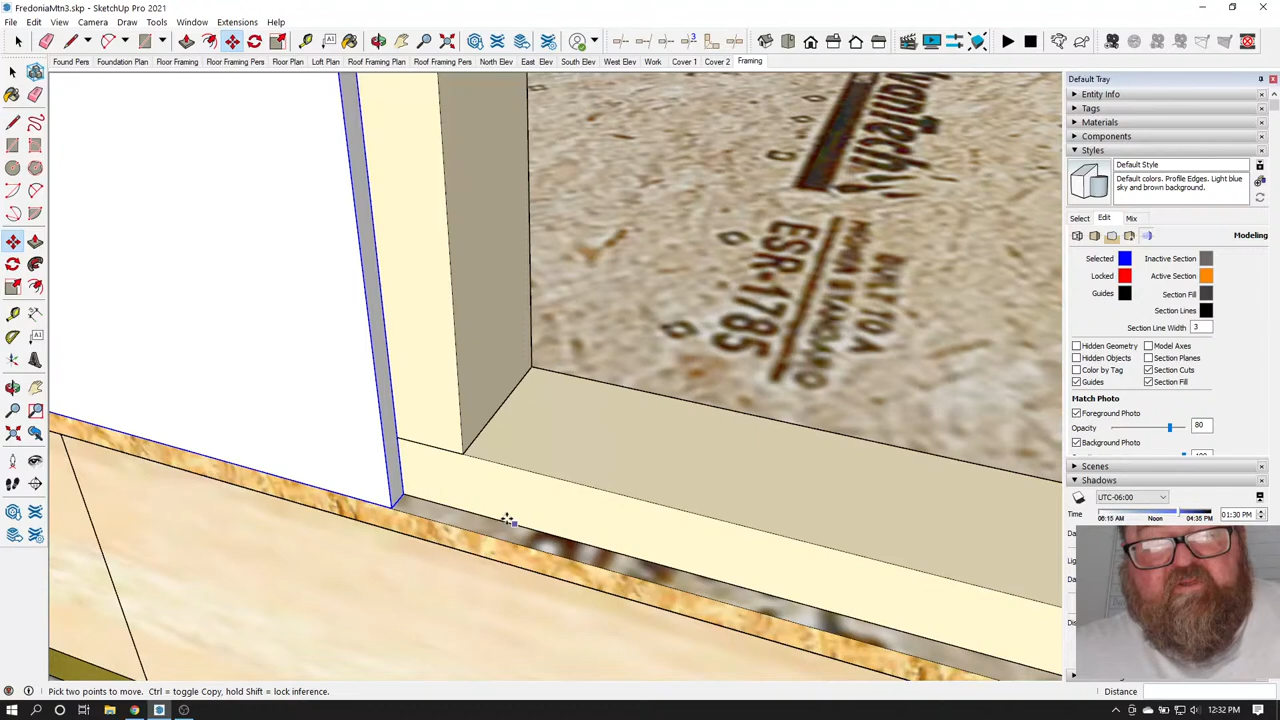 FredoniaMtn3.skp - SketchUp Pro 2021
File Edit View Camera Draw Tools Window Extensions Help
Found Pers Foundation Plan Floor Framing Floor Framing Pers Floor Plan Loft Plan Roof Framing Plan Roof Framing Pers North Elev East Elev South Elev West Elev Work Cover 1 Cover 2 Framing
Default Tray
Entity Info
Tags
Materials
Components
Styles
Default Style
Default colors. Profile Edges. Light blue
sky and brown background.
Select Edit Mix
Modeling
Selected Inactive Section
Locked Active Section
Guides Section Fill
Section Lines
Section Line Width 3
Hidden Geometry Model Axes
Hidden Objects Section Planes
Color by Tag Section Cuts
Guides Section Fill
Match Photo
Foreground Photo
Opacity 80
Background Photo
Scenes
Shadows
UTC-06:00
Time 06:15 AM Noon 04:35 PM 01:30 PM
ESR-1785
BUILT TO A
Pick two points to move. Ctrl = toggle Copy, hold Shift = lock inference.
Distance
12:32 PM